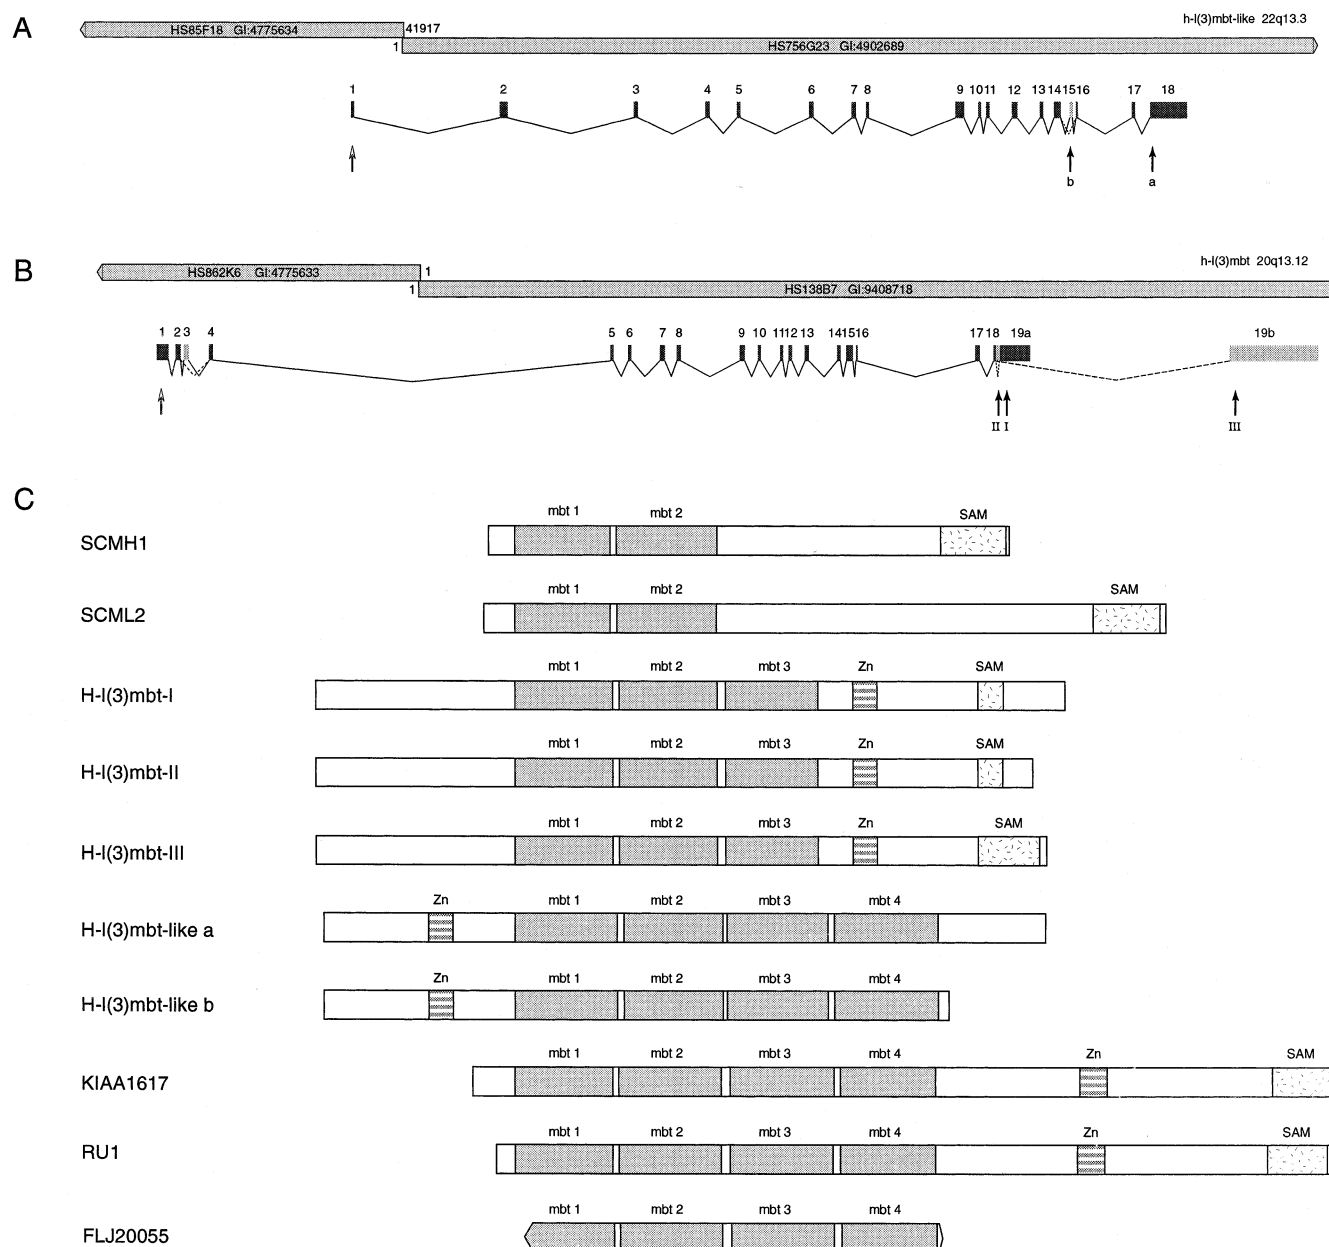 A
HS85F18 GI:4775634
41917
h-l(3)mbt-like 22q13.3
1
HS756G23 GI:4902689
1 2 3 4 5 6 7 8 9 10 11 12 13 14 15 16 17 18
b a
B
HS862K6 GI:4775633
1
h-l(3)mbt 20q13.12
1
HS138B7 GI:9408718
1 2 3 4 5 6 7 8 9 10 11 12 13 14 15 16 17 18 19a 19b
II I III
C
mbt 1 mbt 2 SAM
SCMH1
mbt 1 mbt 2 SAM
SCML2
mbt 1 mbt 2 mbt 3 Zn SAM
H-l(3)mbt-I
mbt 1 mbt 2 mbt 3 Zn SAM
H-l(3)mbt-II
mbt 1 mbt 2 mbt 3 Zn SAM
H-l(3)mbt-III
Zn mbt 1 mbt 2 mbt 3 mbt 4
H-l(3)mbt-like a
Zn mbt 1 mbt 2 mbt 3 mbt 4
H-l(3)mbt-like b
mbt 1 mbt 2 mbt 3 mbt 4 Zn SAM
KIAA1617
mbt 1 mbt 2 mbt 3 mbt 4 Zn SAM
RU1
mbt 1 mbt 2 mbt 3 mbt 4
FLJ20055